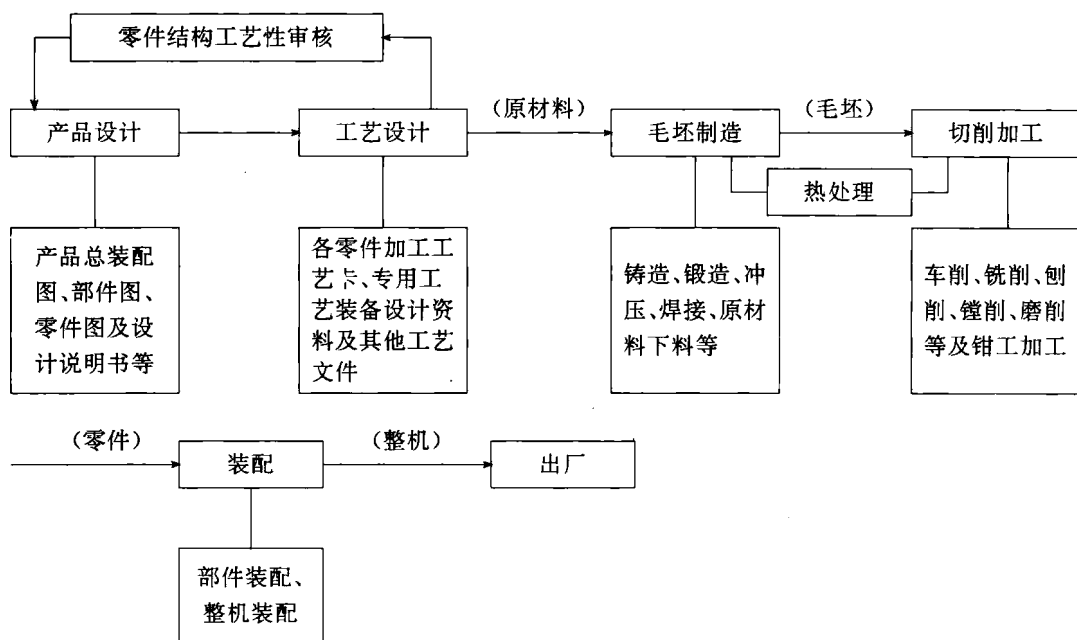 零件结构工艺性审核
产品设计
工艺设计
（原材料）
毛坯制造
（毛坯）
切削加工
热处理
产品总装配
图、部件图、
零件图及设
计说明书等
各零件加工工
艺卡、专用工
艺装备设计资
料及其他工艺
文件
铸造、锻造、冲
压、焊接、原材
料下料等
车削、铣削、刨
削、镗削、磨削
等及钳工加工
（零件）
装配
（整机）
出厂
部件装配、
整机装配